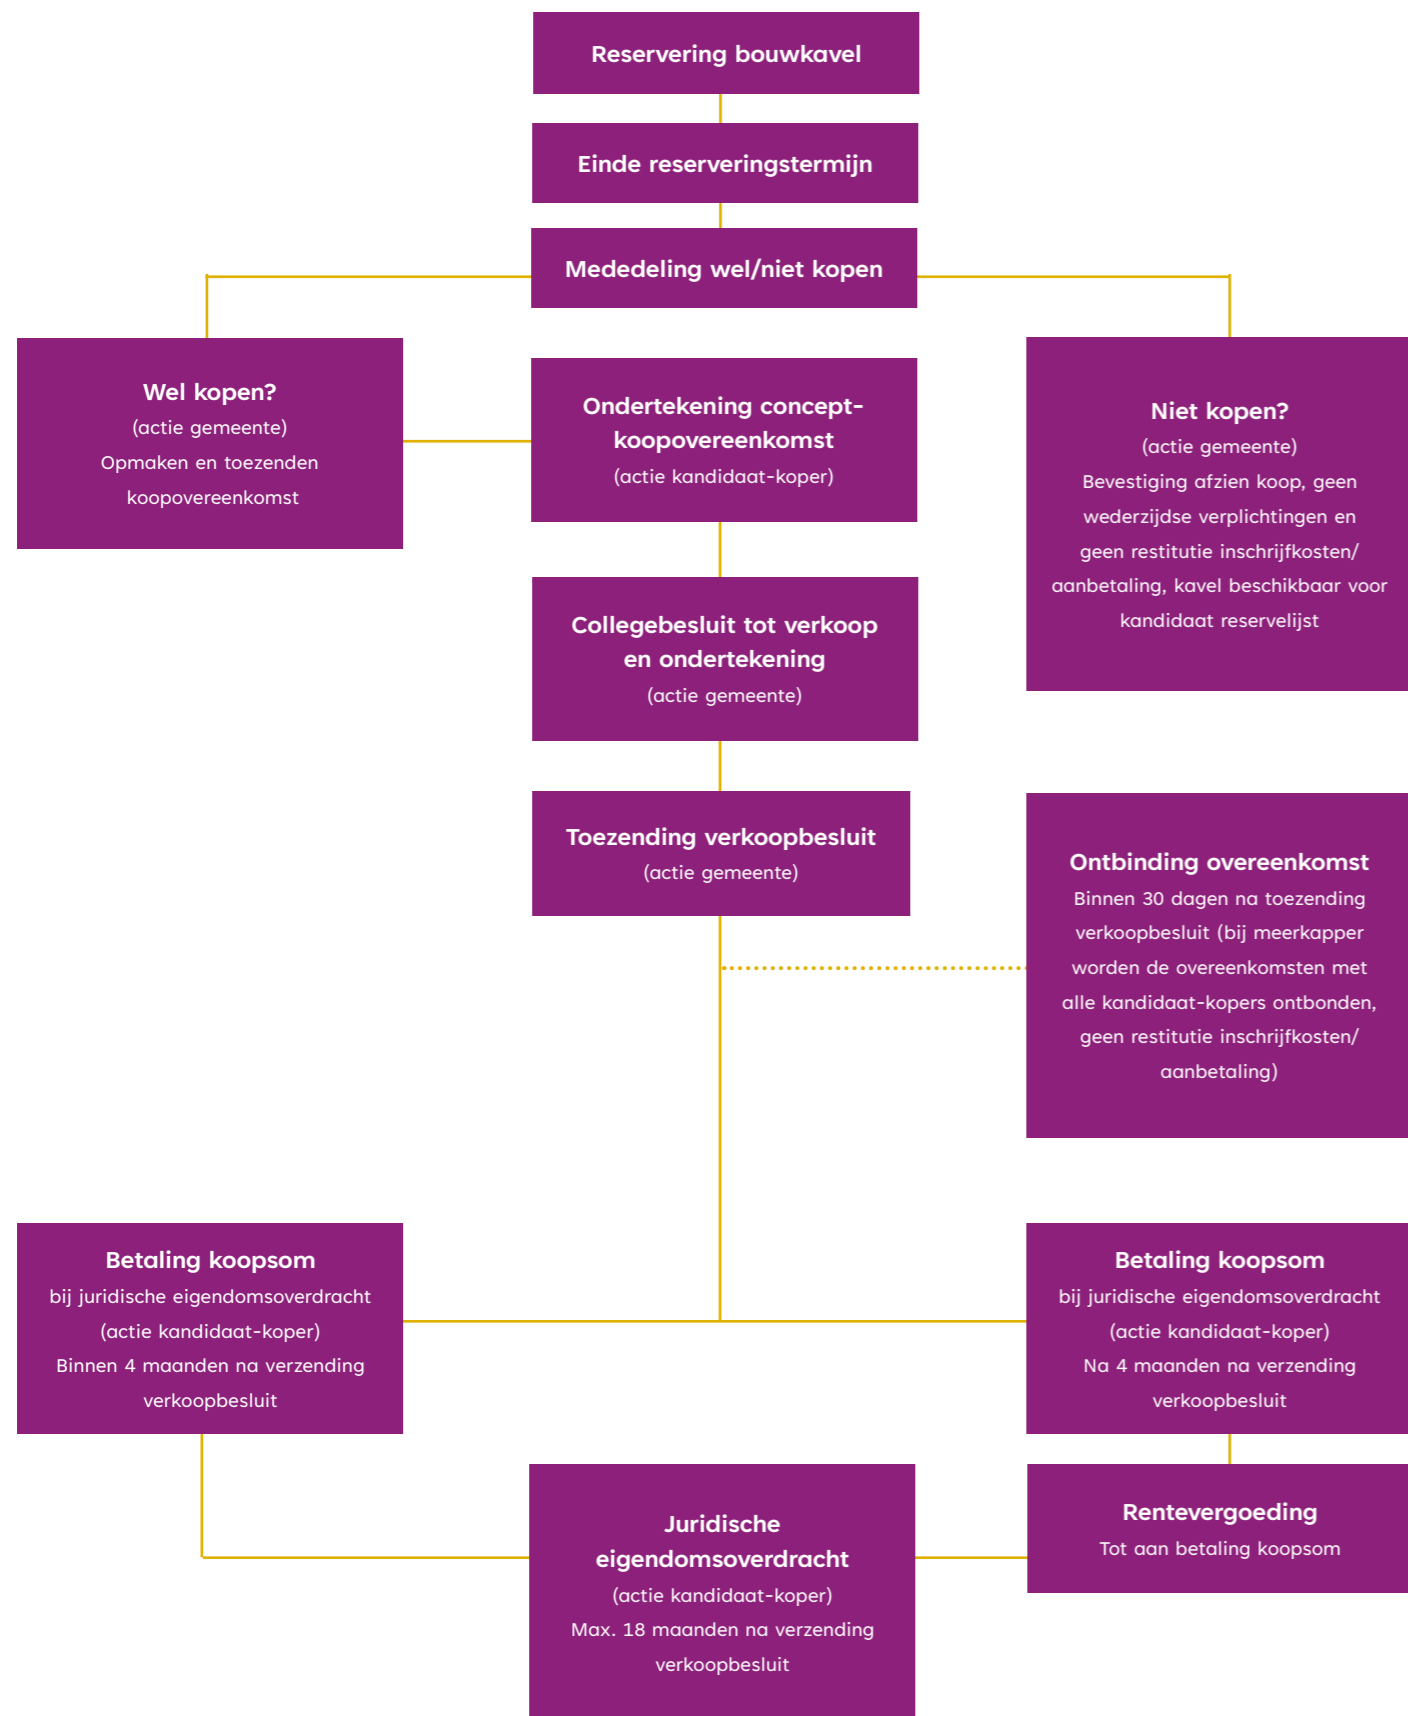 Reservering bouwkavel
Einde reserveringstermijn
Mededeling wel/niet kopen
Wel kopen?
(actie gemeente)
Opmaken en toezenden
koopovereenkomst
Ondertekening concept-
koopovereenkomst
(actie kandidaat-koper)
Niet kopen?
(actie gemeente)
Bevestiging afzien koop, geen
wederzijdse verplichtingen en
geen restitutie inschrijfkosten/
aanbetaling, kavel beschikbaar voor
kandidaat reservelijst
Collegebesluit tot verkoop
en ondertekening
(actie gemeente)
Toezending verkoopbesluit
(actie gemeente)
Ontbinding overeenkomst
Binnen 30 dagen na toezending
verkoopbesluit (bij meerkapper
worden de overeenkomsten met
alle kandidaat-kopers ontbonden,
geen restitutie inschrijfkosten/
aanbetaling)
Betaling koopsom
bij juridische eigendomsoverdracht
(actie kandidaat-koper)
Binnen 4 maanden na verzending
verkoopbesluit
Betaling koopsom
bij juridische eigendomsoverdracht
(actie kandidaat-koper)
Na 4 maanden na verzending
verkoopbesluit
Juridische
eigendomsoverdracht
(actie kandidaat-koper)
Max. 18 maanden na verzending
verkoopbesluit
Rentevergoeding
Tot aan betaling koopsom